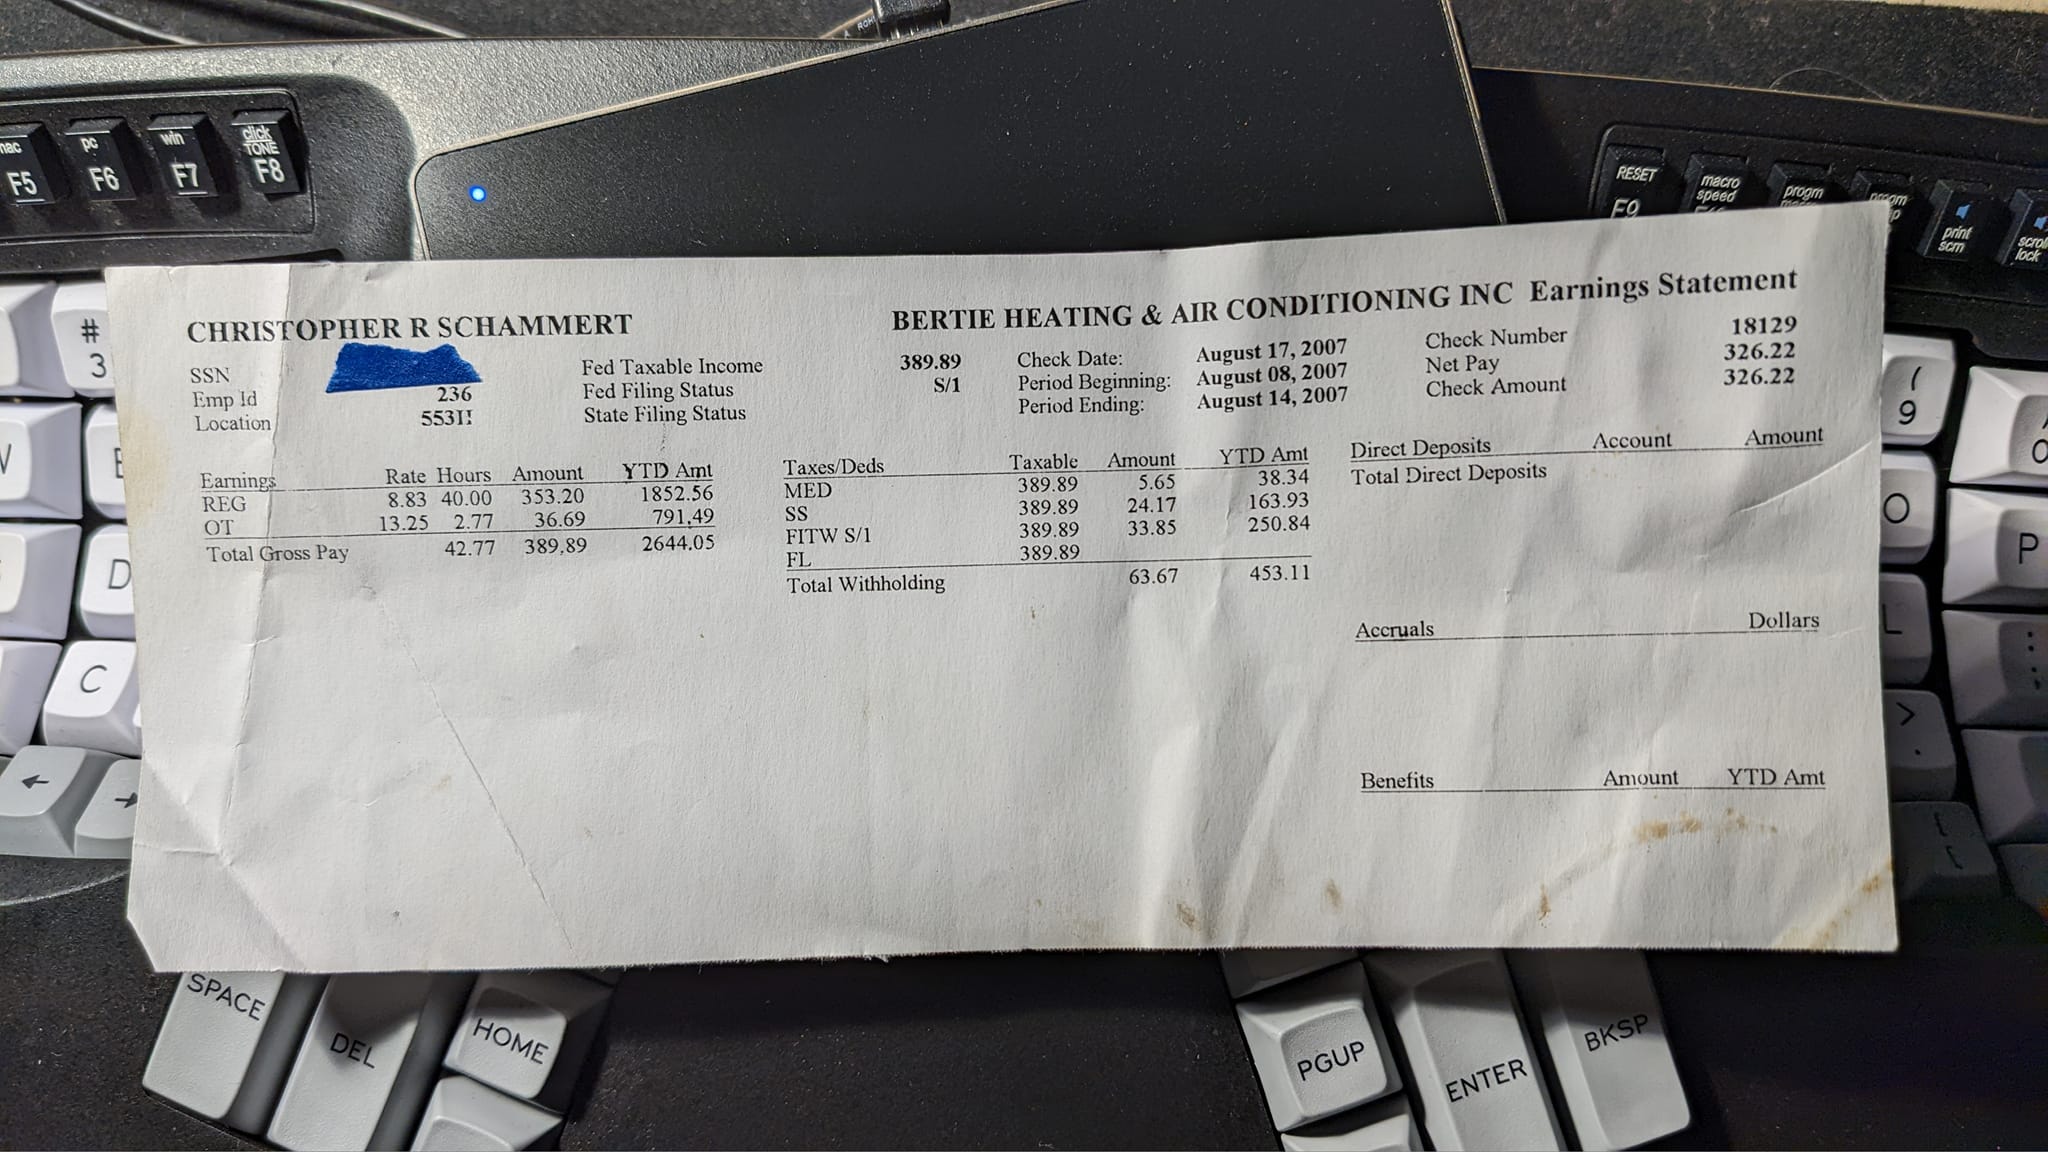 ROCH
mac
F5
pc
F6
win
F7
click
TONE
F8
RESET
F9
macro
speed
progm
print
scrn
scroll
lock
#
3
CHRISTOPHER R SCHAMMERT
BERTIE HEATING & AIR CONDITIONING INC Earnings Statement
SSN Fed Taxable Income 389.89 Check Date: August 17, 2007 Check Number 18129
Emp Id 236 Fed Filing Status S/1 Period Beginning: August 08, 2007 Net Pay 326.22
Location 553H State Filing Status Period Ending: August 14, 2007 Check Amount 326.22
Earnings Rate Hours Amount YTD Amt
REG 8.83 40.00 353.20 1852.56
OT 13.25 2.77 36.69 791.49
Total Gross Pay 42.77 389.89 2644.05
Taxes/Deds Taxable Amount YTD Amt
MED 389.89 5.65 38.34
SS 389.89 24.17 163.93
FITW S/1 389.89 33.85 250.84
FL 389.89
Total Withholding 63.67 453.11
Direct Deposits Account Amount
Total Direct Deposits
Accruals Dollars
Benefits Amount YTD Amt
(
9
O
P
L
:
;
>
.
D
C
←
→
SPACE
DEL
HOME
PGUP
ENTER
BKSP